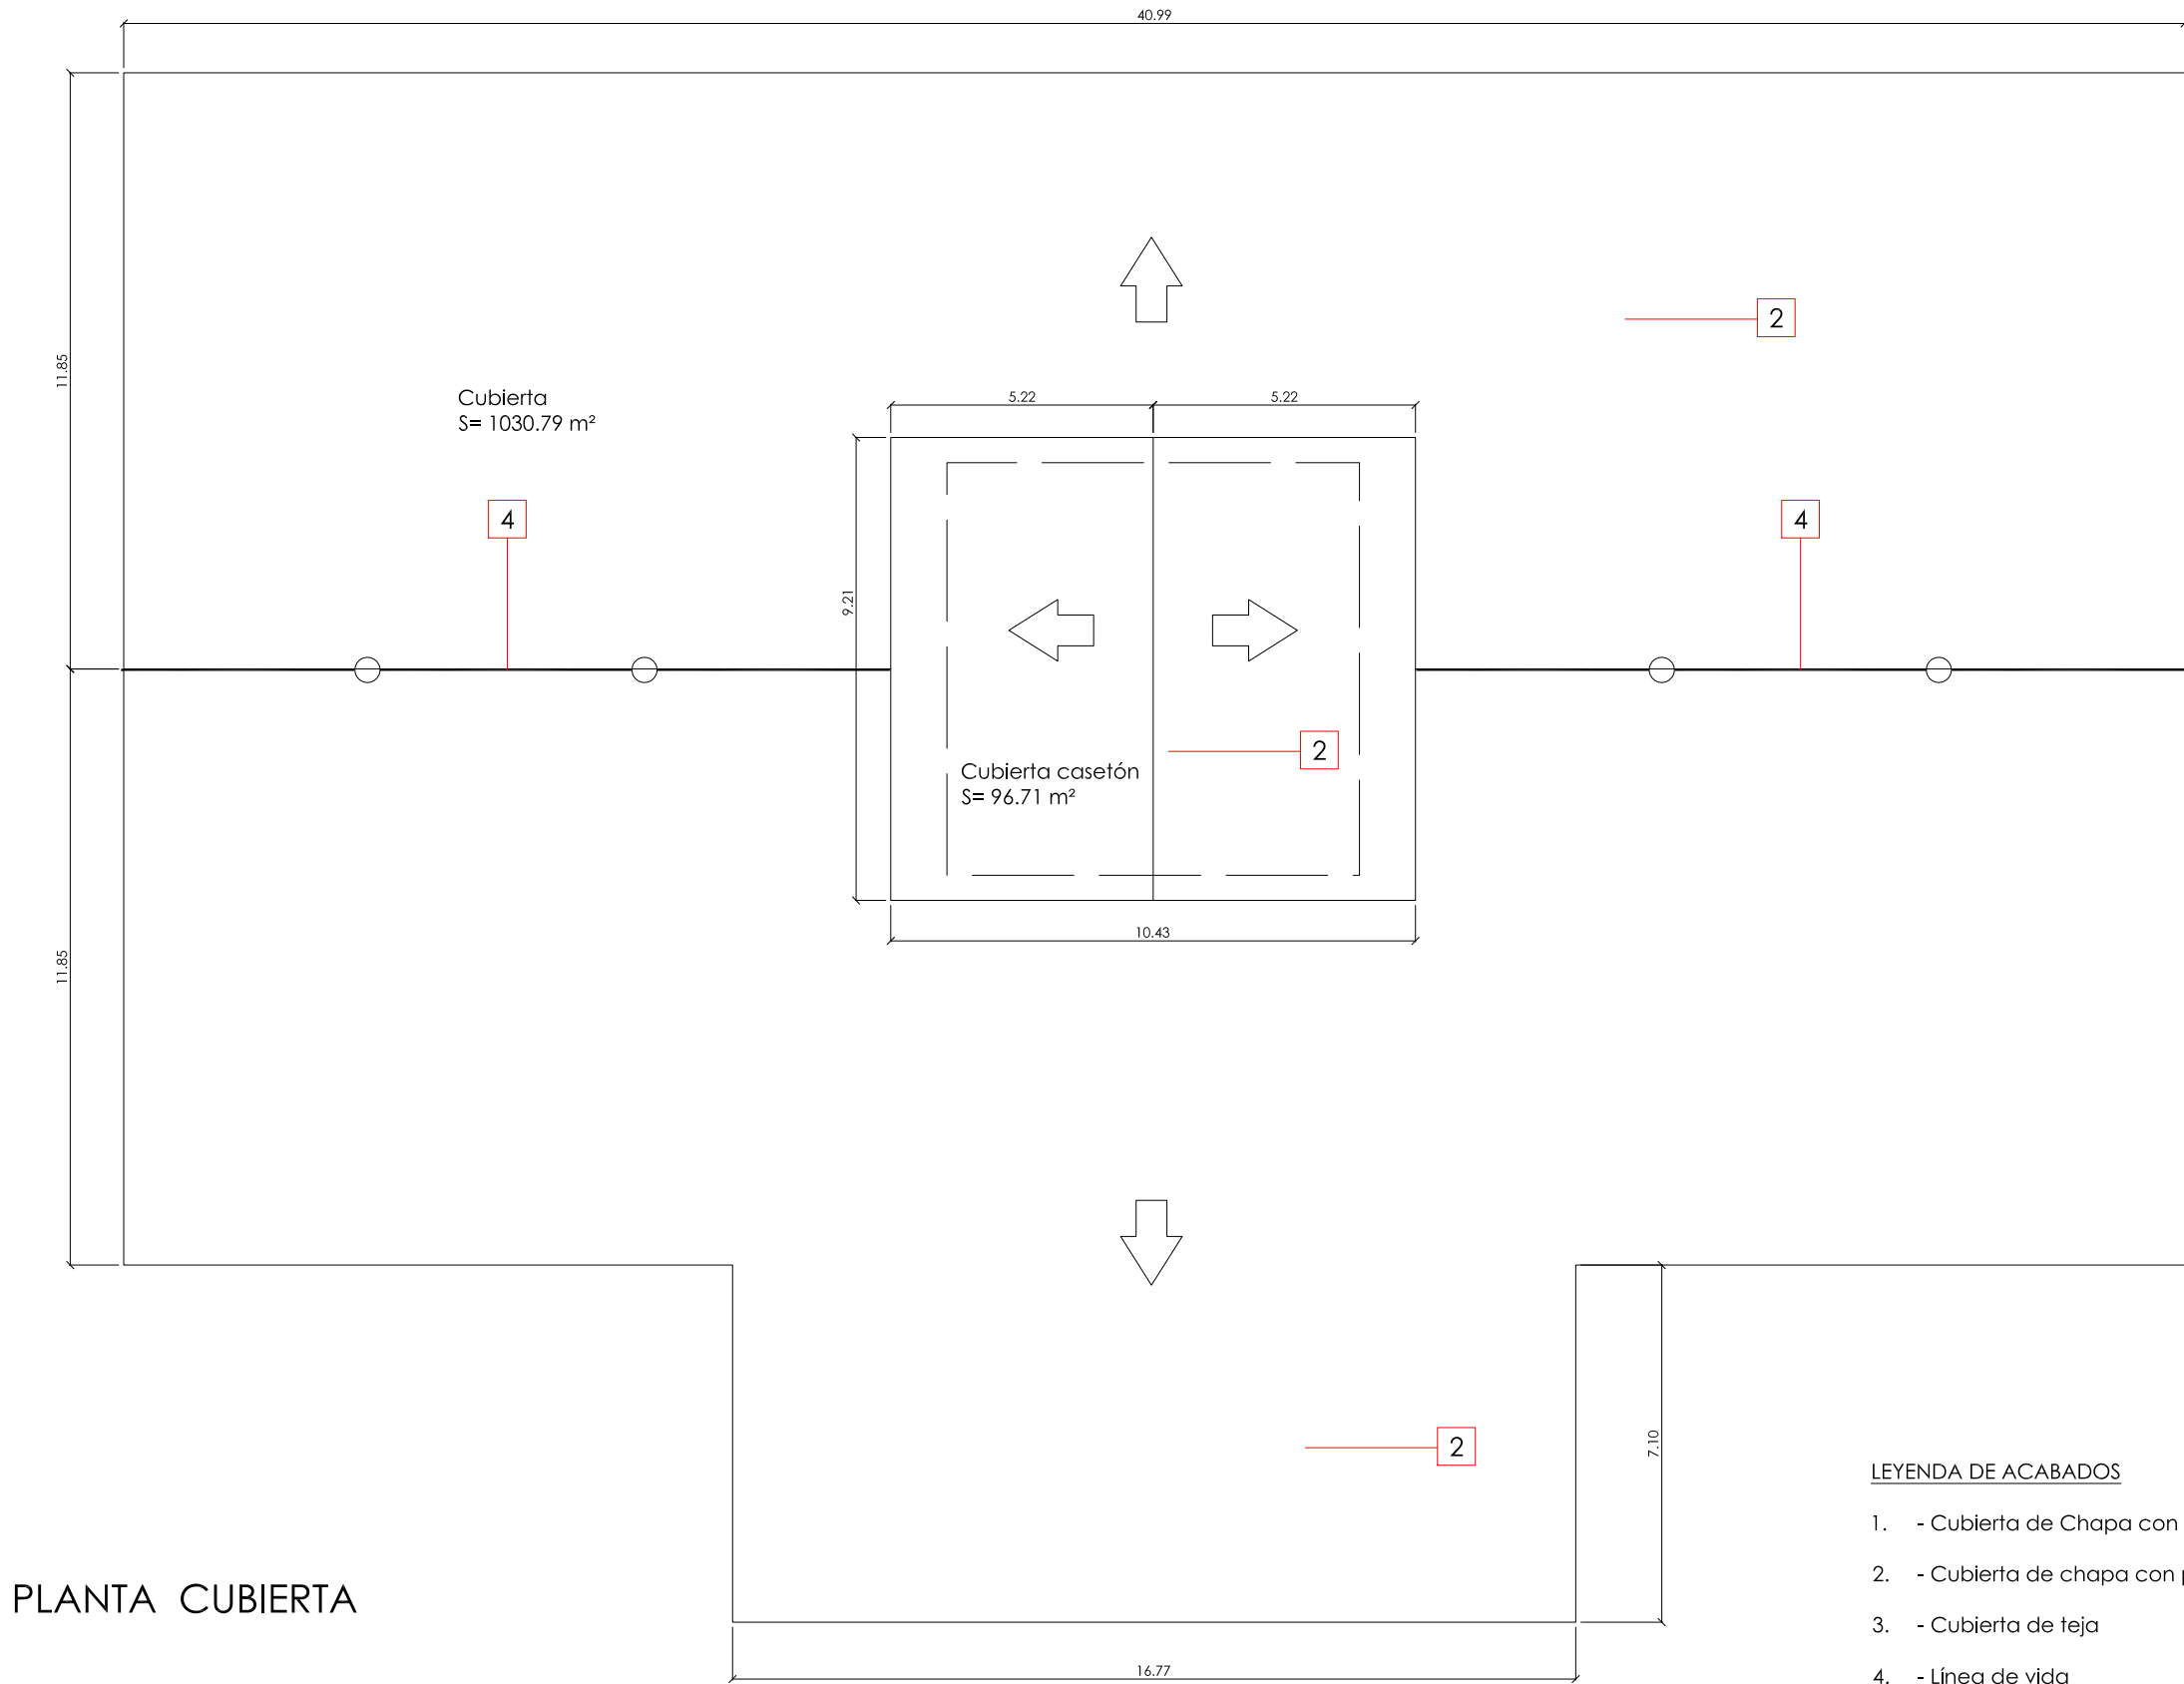 40.99
11.85
2
Cubierta
S= 1030.79 m²
5.22
5.22
4
4
9.21
2
Cubierta casetón
S= 96.71 m²
10.43
11.85
2
7.10
LEYENDA DE ACABADOS
1. - Cubierta de Chapa con
2. - Cubierta de chapa con
3. - Cubierta de teja
4. - Línea de vida
PLANTA CUBIERTA
16.77